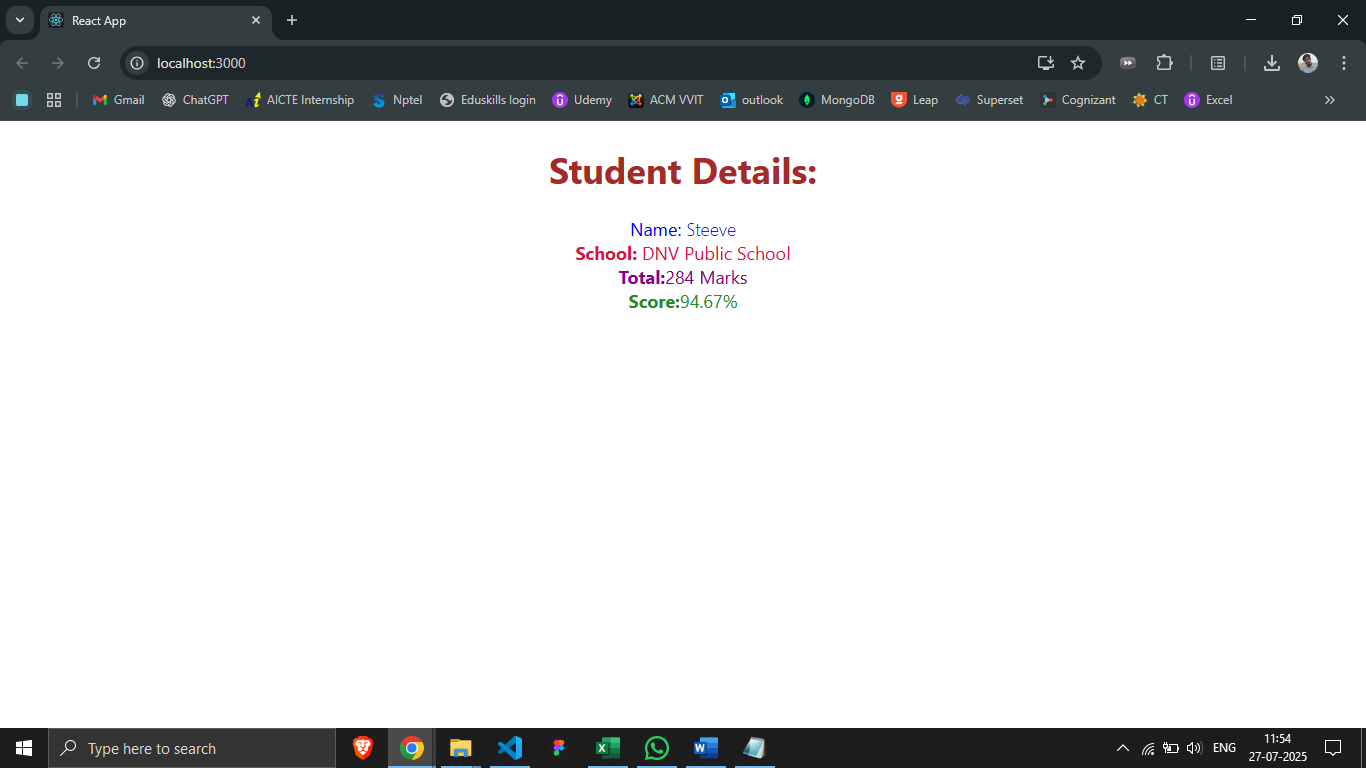 React App
localhost:3000
Gmail ChatGPT AICTE Internship Nptel Eduskills login Udemy ACM VVIT outlook MongoDB Leap Superset Cognizant CT Excel
Student Details:
Name: Steeve
School: DNV Public School
Total:284 Marks
Score:94.67%
Type here to search
ENG
11:54
27-07-2025